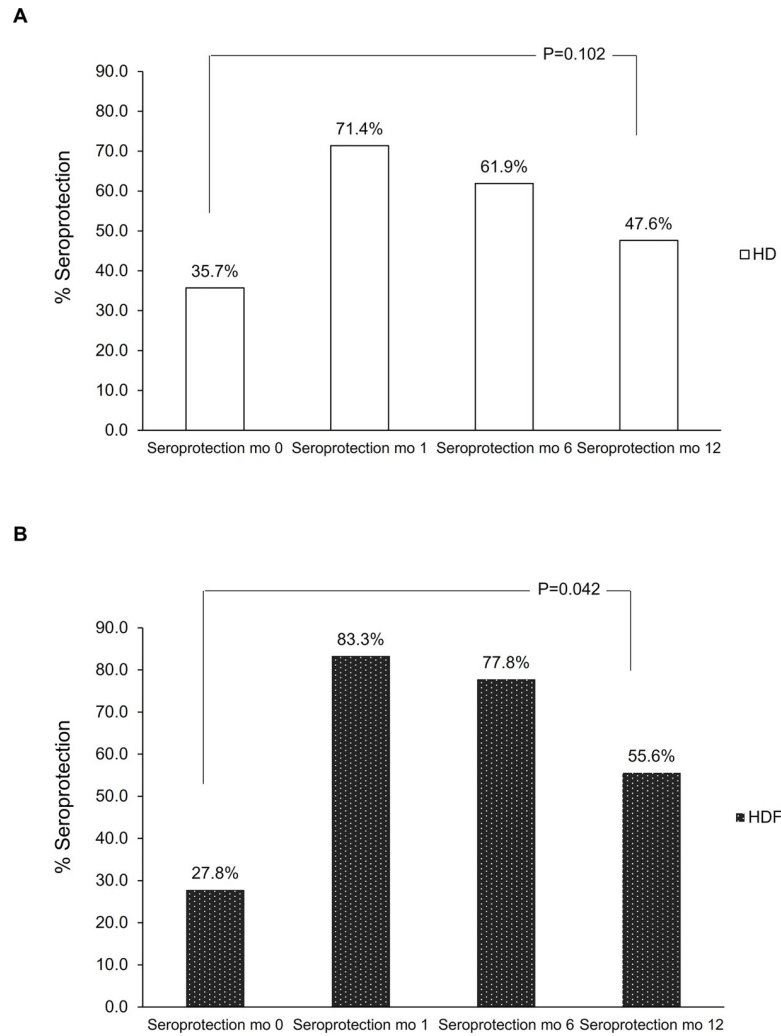 A
P=0.102
90.0
80.0
71.4%
70.0
61.9%
60.0
% Seroprotection
50.0
47.6%
HD
40.0
35.7%
30.0
20.0
10.0
0.0
Seroprotection mo 0 Seroprotection mo 1 Seroprotection mo 6 Seroprotection mo 12
B
P=0.042
90.0
83.3%
80.0
77.8%
70.0
60.0
55.6%
% Seroprotection
50.0
HDF
40.0
30.0
27.8%
20.0
10.0
0.0
Seroprotection mo 0 Seroprotection mo 1 Seroprotection mo 6 Seroprotection mo 12